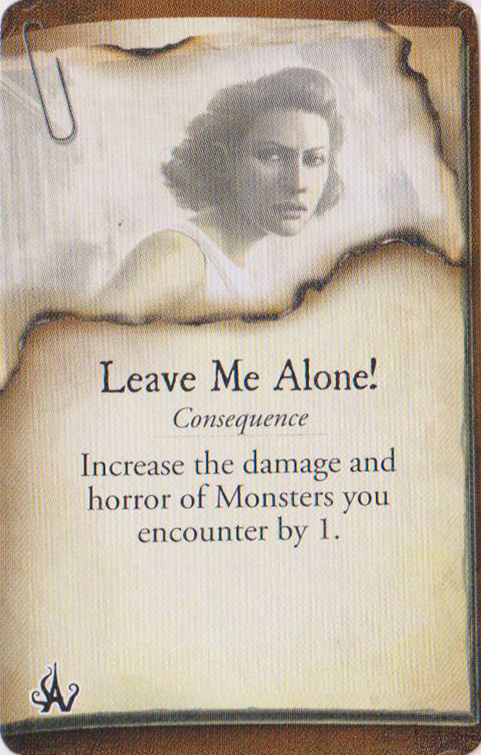 Leave Me Alone!
Consequence
Increase the damage and
horror of Monsters you
encounter by 1.